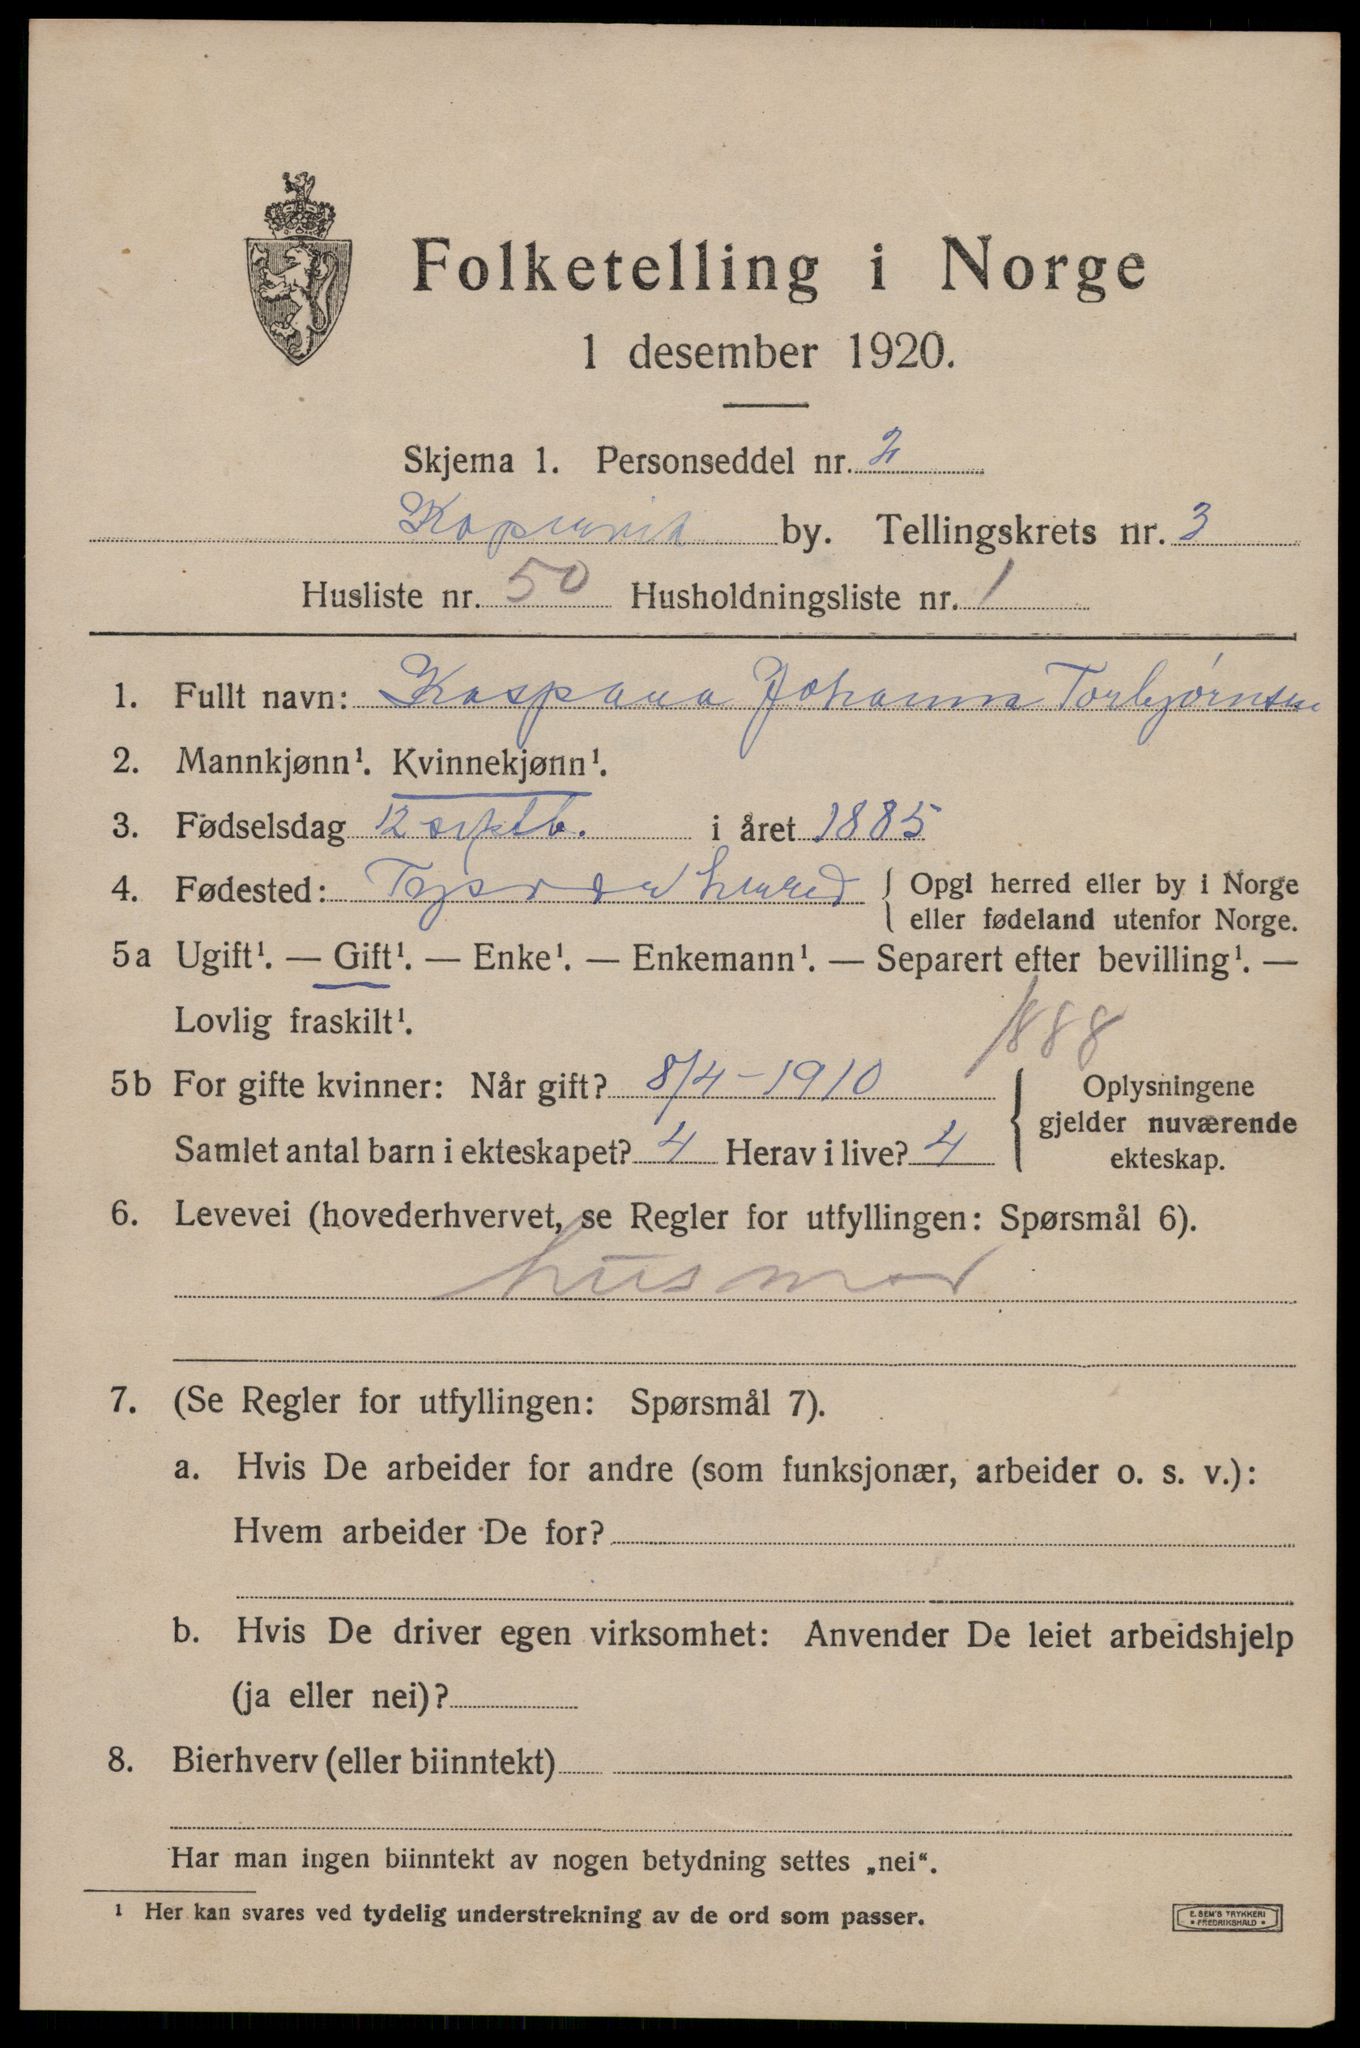 Folketelling i Norge
1 desember 1920.
Skjema 1. Personseddel nr. 2
Kopervik by. Tellingskrets nr. 3
Husliste nr. 50 Husholdningsliste nr. 1
1. Fullt navn: Kaspara Johanna Torbjørnsen
2. Mannkjønn¹. Kvinnekjønn¹.
3. Fødselsdag 12 septb. i året 1885
4. Fødested: Tysvær herred { Opgi herred eller by i Norge
eller fødeland utenfor Norge.
5a Ugift¹. — Gift¹. — Enke¹. — Enkemann¹. — Separert efter bevilling¹. —
Lovlig fraskilt¹.
1888
5b For gifte kvinner: Når gift? 8/4-1910
Samlet antal barn i ekteskapet? 4 Herav i live? 4
{ Oplysningene
gjelder nuværende
ekteskap.
6. Levevei (hovederhvervet, se Regler for utfyllingen: Spørsmål 6).
husmor
7. (Se Regler for utfyllingen: Spørsmål 7).
a. Hvis De arbeider for andre (som funksjonær, arbeider o. s. v.):
Hvem arbeider De for?
b. Hvis De driver egen virksomhet: Anvender De leiet arbeidshjelp
(ja eller nei)?
8. Bierhverv (eller biinntekt)
Har man ingen biinntekt av nogen betydning settes „nei“.
¹ Her kan svares ved tydelig understrekning av de ord som passer.
E. SEM'S TRYKKERI
• FREDRIKSHALD •